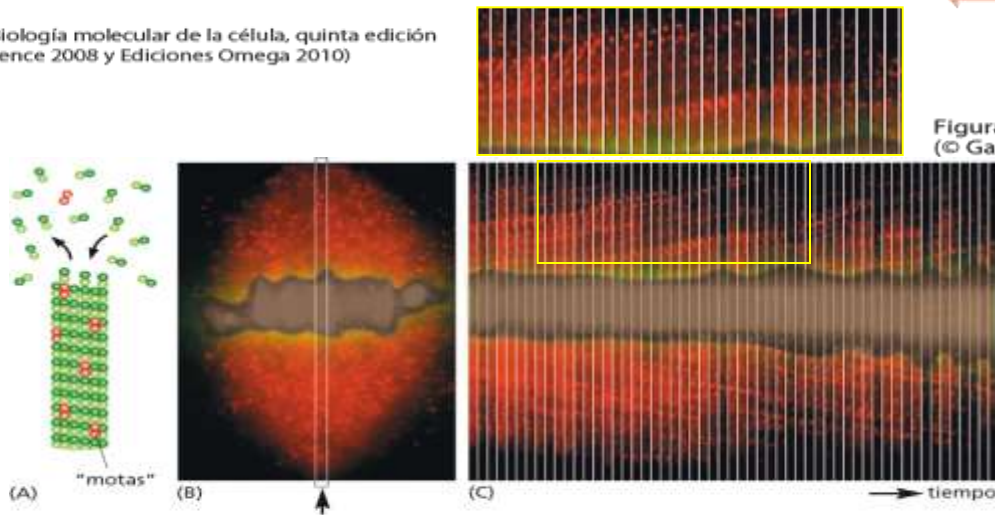 iología molecular de la célula, quinta edición
ence 2008 y Ediciones Omega 2010)
Figura
(© Ga
"motas"
(A)
(B)
(C)
tiempo